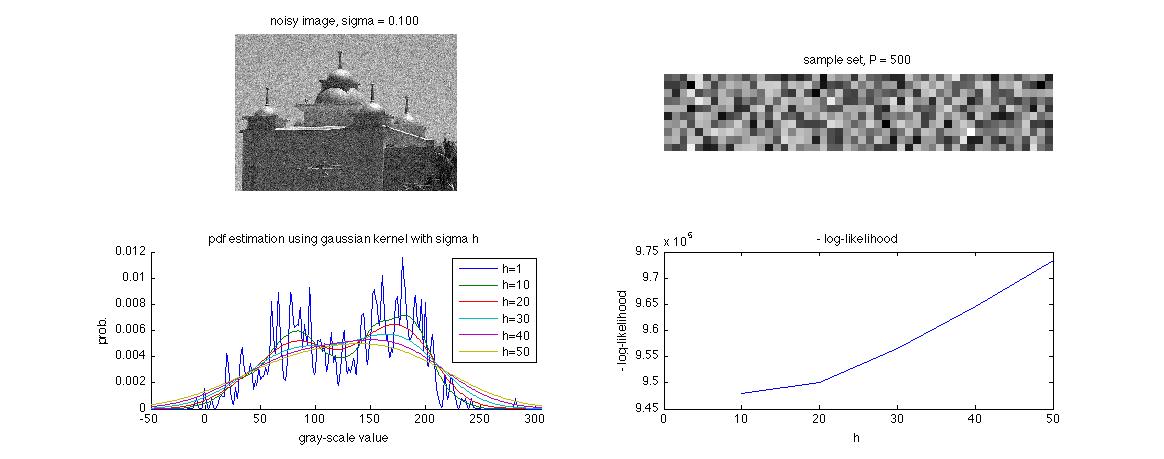 noisy image, sigma = 0.100
sample set, P = 500
pdf estimation using gaussian kernel with sigma h
0.012
0.01
0.008
0.006
0.004
0.002
0
prob.
h=1
h=10
h=20
h=30
h=40
h=50
-50 0 50 100 150 200 250 300
gray-scale value
- log-likelihood
x 10
9.75
9.7
9.65
9.6
9.55
9.5
9.45
- log-likelihood
0 10 20 30 40 50
h